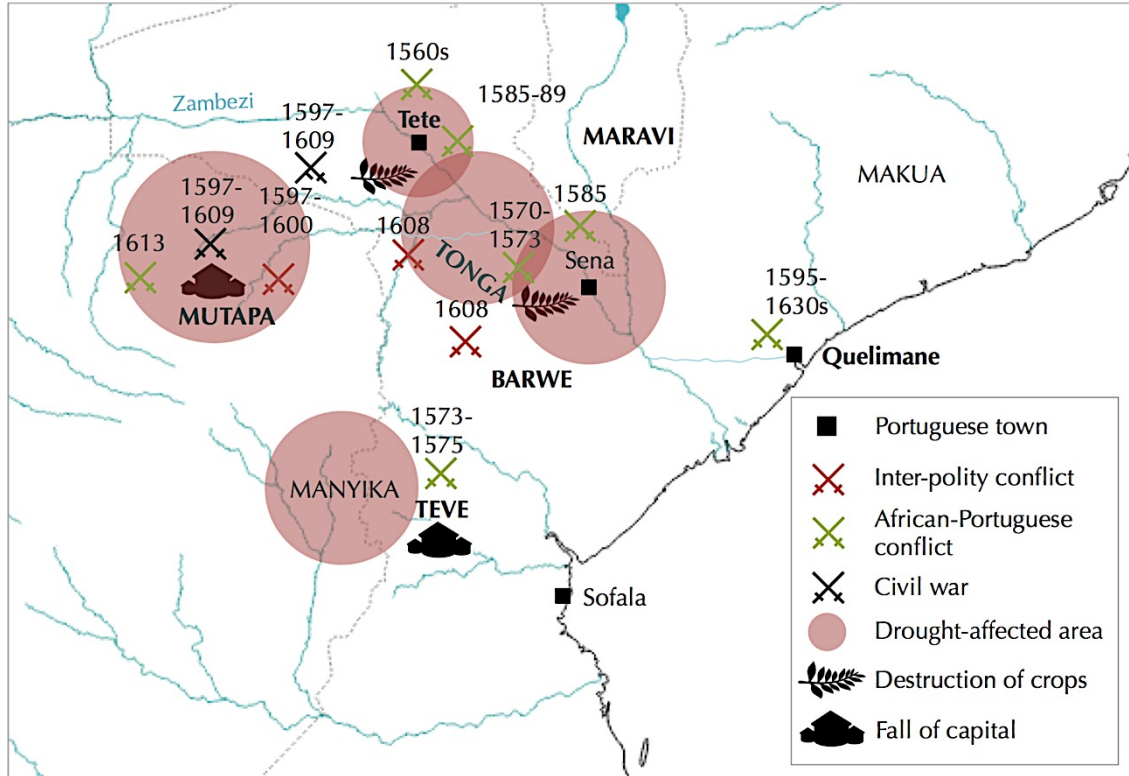 1560s
1585-89
Zambezi
1597-
1609
Tete
MARAVI
MAKUA
1597-
1609
1597-
1600
1570-
1573
1585
1613
1608
TONGA
Sena
MUTAPA
1608
1595-
1630s
BARWE
Quelimane
1573-
1575
MANYIKA
TEVE
Sofala
Portuguese town
Inter-polity conflict
African-Portuguese
conflict
Civil war
Drought-affected area
Destruction of crops
Fall of capital